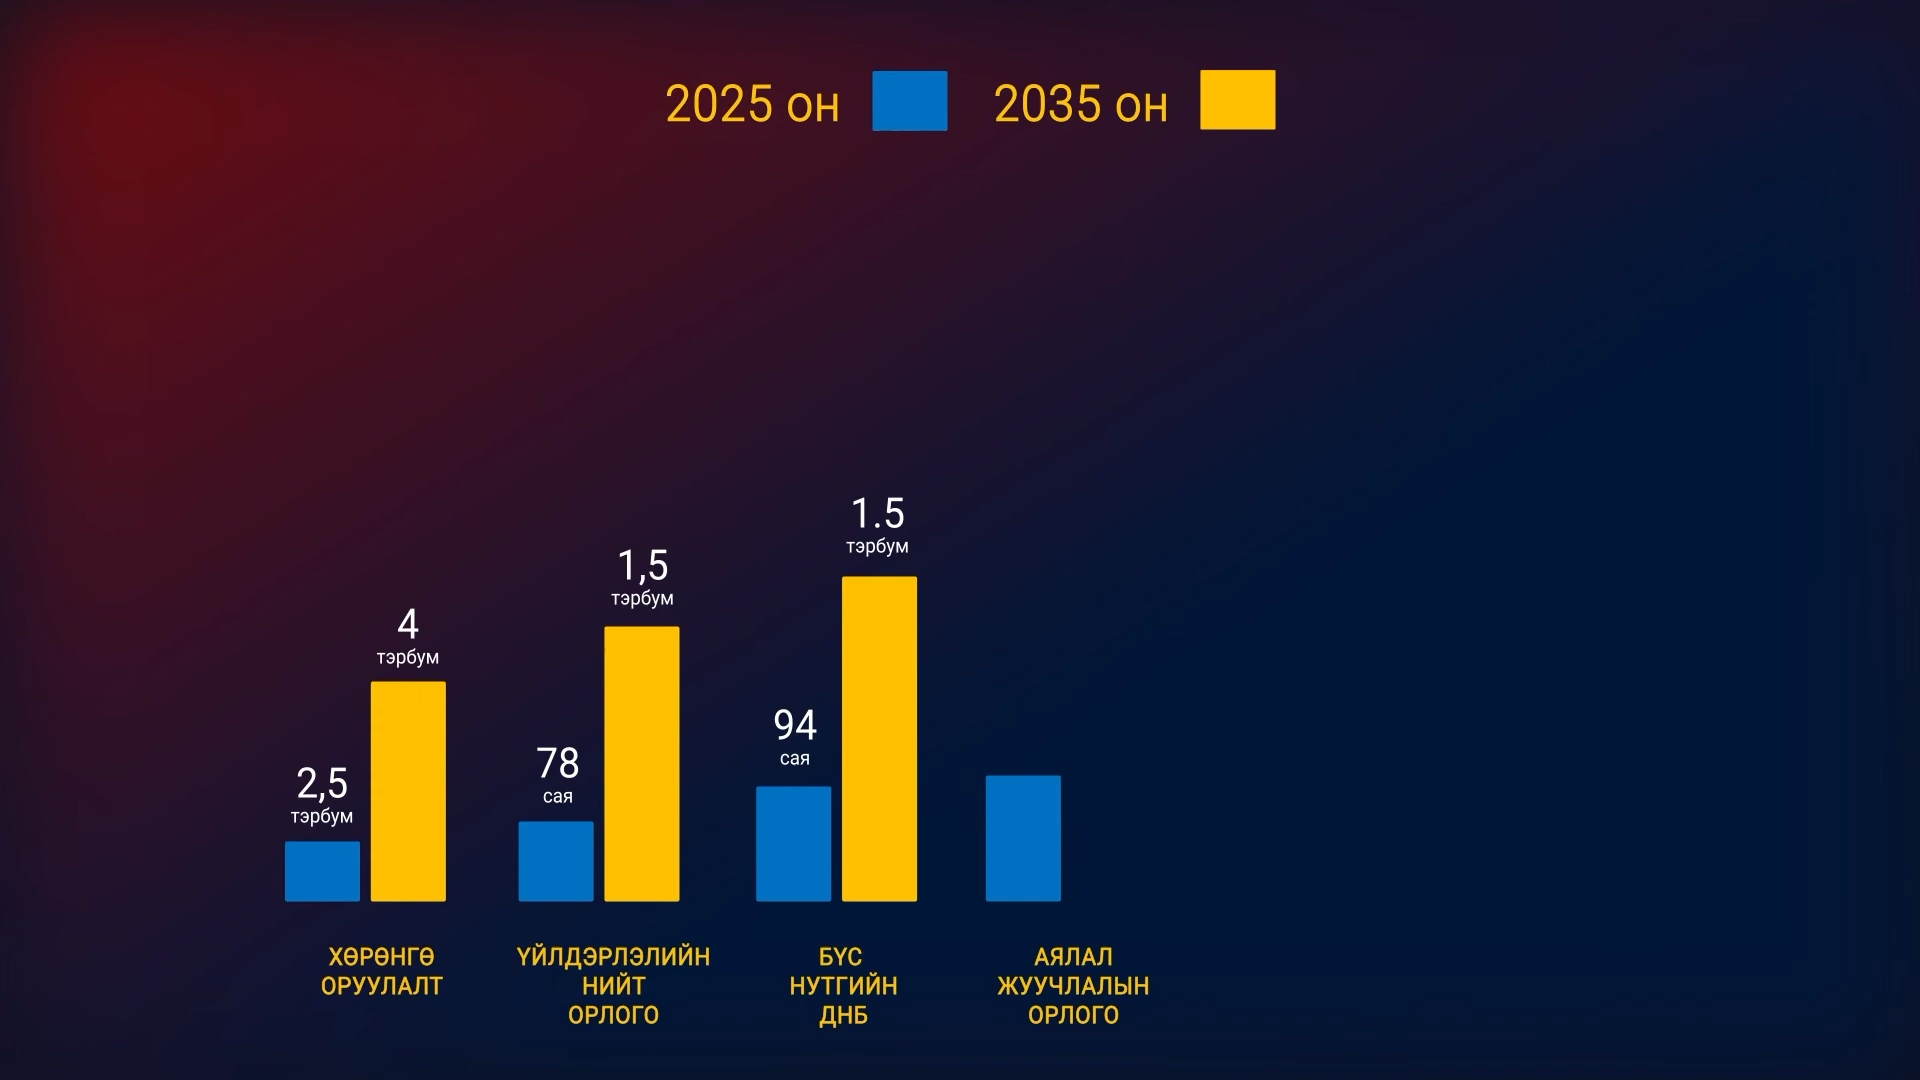 2025 он
2035 он
2,5
тэрбум
4
тэрбум
78
сая
1,5
тэрбум
94
сая
1.5
тэрбум
ХӨРӨНГӨ
ОРУУЛАЛТ
ҮЙЛДЭРЛЭЛИЙН
НИЙТ
ОРЛОГО
БҮС
НУТГИЙН
ДНБ
АЯЛАЛ
ЖУУЧЛАЛЫН
ОРЛОГО